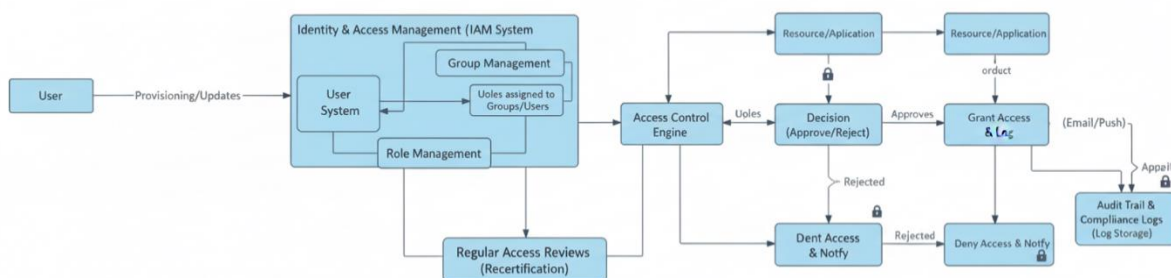 Identity & Access Management (IAM System
Group Management
User
System
Uoles assigned to
Groups/Users
Role Management
User
Provisioning/Updates
Access Control
Engine
Regular Access Reviews
(Recertification)
Resource/Aplication
Resource/Application
orduct
Uoles
Decision
(Approve/Reject)
Approves
Grant Access
& Log
(Email/Push)
Rejected
Appeil
Audit Trail &
Compliance Logs
(Log Storage)
Dent Access
& Notfy
Rejected
Deny Access & Notfy